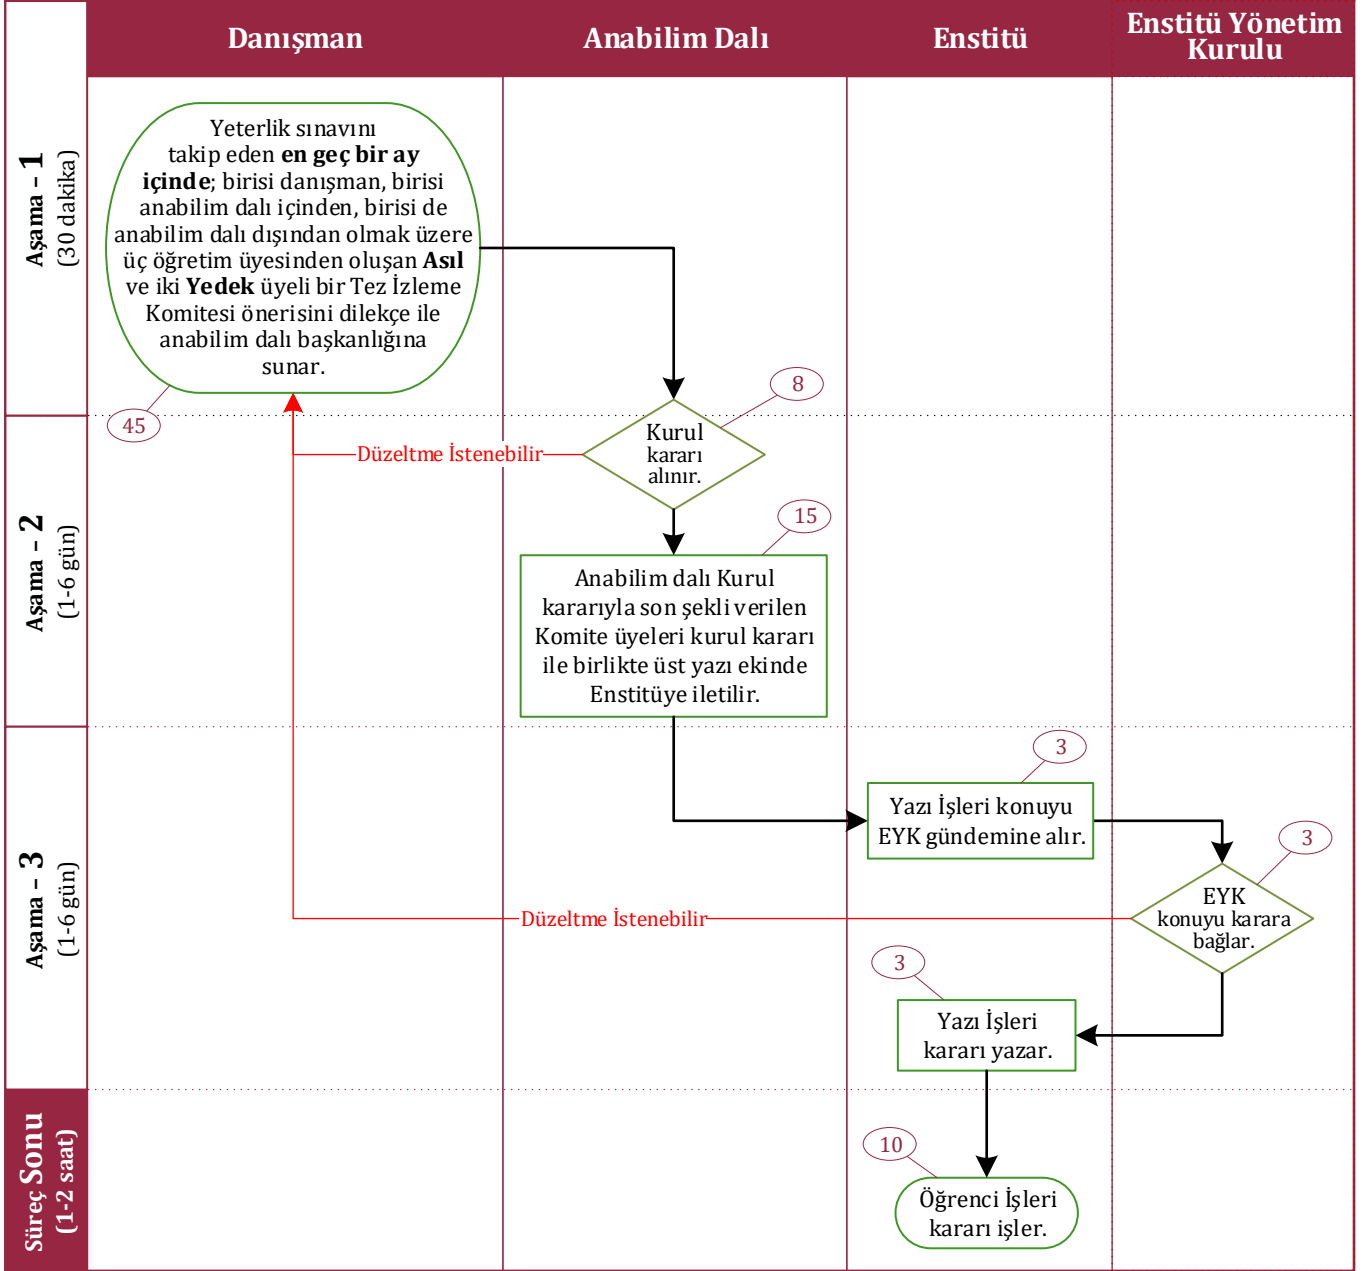 Danışman
Anabilim Dalı
Enstitü
Enstitü Yönetim
Kurulu
Aşama – 1
(30 dakika)
Yeterlik sınavını
takip eden en geç bir ay
içinde; birisi danışman, birisi
anabilim dalı içinden, birisi de
anabilim dalı dışından olmak üzere
üç öğretim üyesinden oluşan Asıl
ve iki Yedek üyeli bir Tez İzleme
Komitesi önerisini dilekçe ile
anabilim dalı başkanlığına
sunar.
45
8
Aşama – 2
(1-6 gün)
Kurul
kararı
alınır.
Düzeltme İstenebilir
15
Anabilim dalı Kurul
kararıyla son şekli verilen
Komite üyeleri kurul kararı
ile birlikte üst yazı ekinde
Enstitüye iletilir.
Aşama – 3
(1-6 gün)
3
Yazı İşleri konuyu
EYK gündemine alır.
3
EYK
konuyu karara
bağlar.
Düzeltme İstenebilir
3
Yazı İşleri
kararı yazar.
Süreç Sonu
(1-2 saat)
10
Öğrenci İşleri
kararı işler.